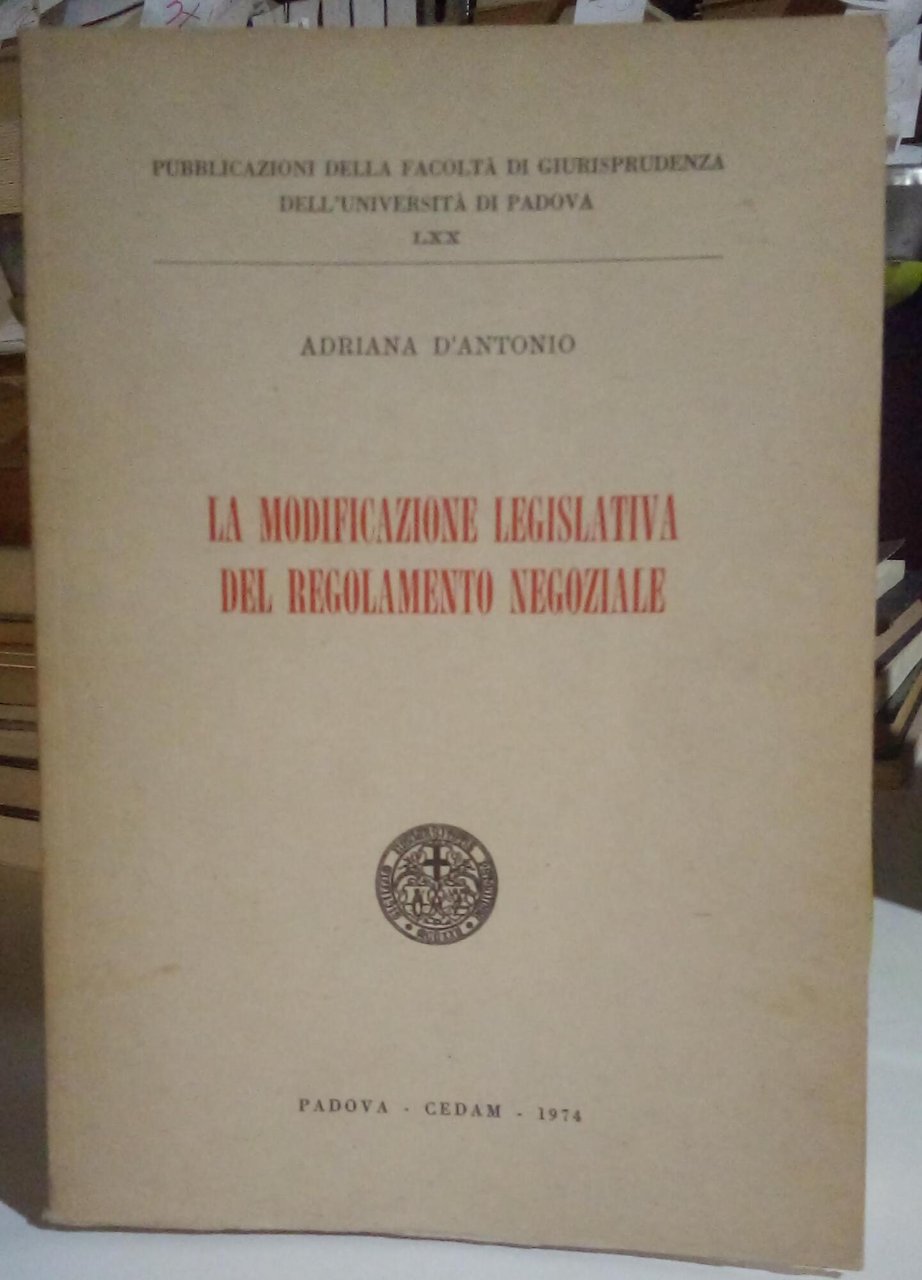 PUBBLICAZIONI DELLA FACOLTÀ DI GIURISPRUDENZA
DELL'UNIVERSITÀ DI PADOVA
LXX
ADRIANA D'ANTONIO
LA MODIFICAZIONE LEGISLATIVA
DEL REGOLAMENTO NEGOZIALE
PADOVA - CEDAM - 1974